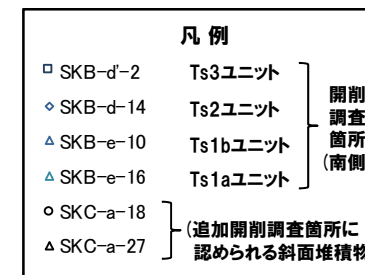 凡 例
SKB-d'-2 Ts3ユニット
SKB-d-14 Ts2ユニット
SKB-e-10 Ts1bユニット
SKB-e-16 Ts1aユニット
開削
調査
箇所
(南側
SKC-a-18
SKC-a-27
(追加開削調査箇所に
認められる斜面堆積物